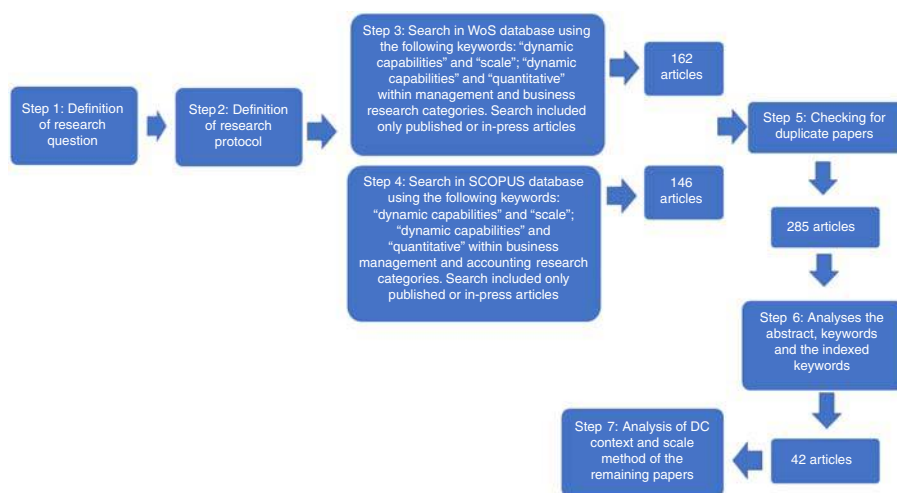 Step 1: Definition
of research
question
Step 2: Definition
of research
protocol
Step 3: Search in WoS database using
the following keywords: “dynamic
capabilities” and “scale”; “dynamic
capabilities” and “quantitative”
within management and business
research categories. Search included
only published or in-press articles
162
articles
Step 4: Search in SCOPUS database
using the following keywords:
“dynamic capabilities” and “scale”;
“dynamic capabilities” and
“quantitative” within business
management and accounting research
categories. Search included only
published or in-press articles
146
articles
Step 5: Checking for
duplicate papers
285 articles
Step 6: Analyses the
abstract, keywords
and the indexed
keywords
42 articles
Step 7: Analysis of DC
context and scale
method of the
remaining papers